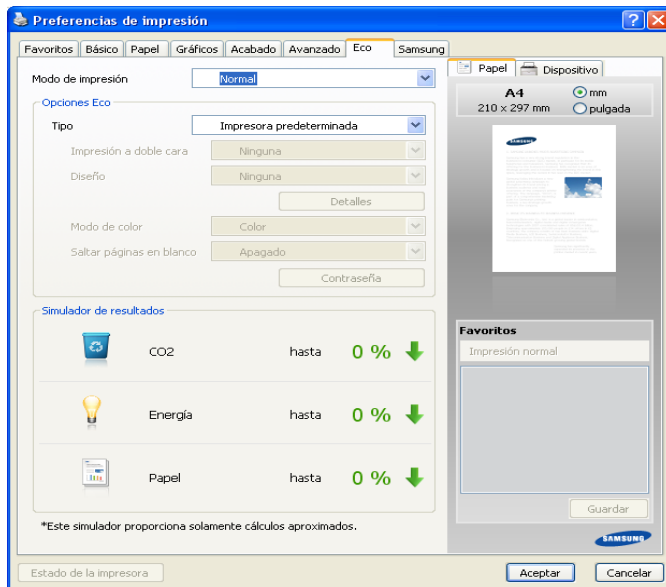 Preferencias de impresión
Favoritos Básico Papel Gráficos Acabado Avanzado Eco Samsung
Modo de impresión Normal
Opciones Eco
Tipo Impresora predeterminada
Impresión a doble cara Ninguna
Diseño Ninguna
Detalles
Modo de color Color
Saltar páginas en blanco Apagado
Contraseña
Simulador de resultados
CO2 hasta 0 %
Energía hasta 0 %
Papel hasta 0 %
*Este simulador proporciona solamente cálculos aproximados.
Papel Dispositivo
A4 mm
210 x 297 mm pulgada
SAMSUNG
Favoritos
Impresión normal
Guardar
SAMSUNG
Estado de la impresora Aceptar Cancelar